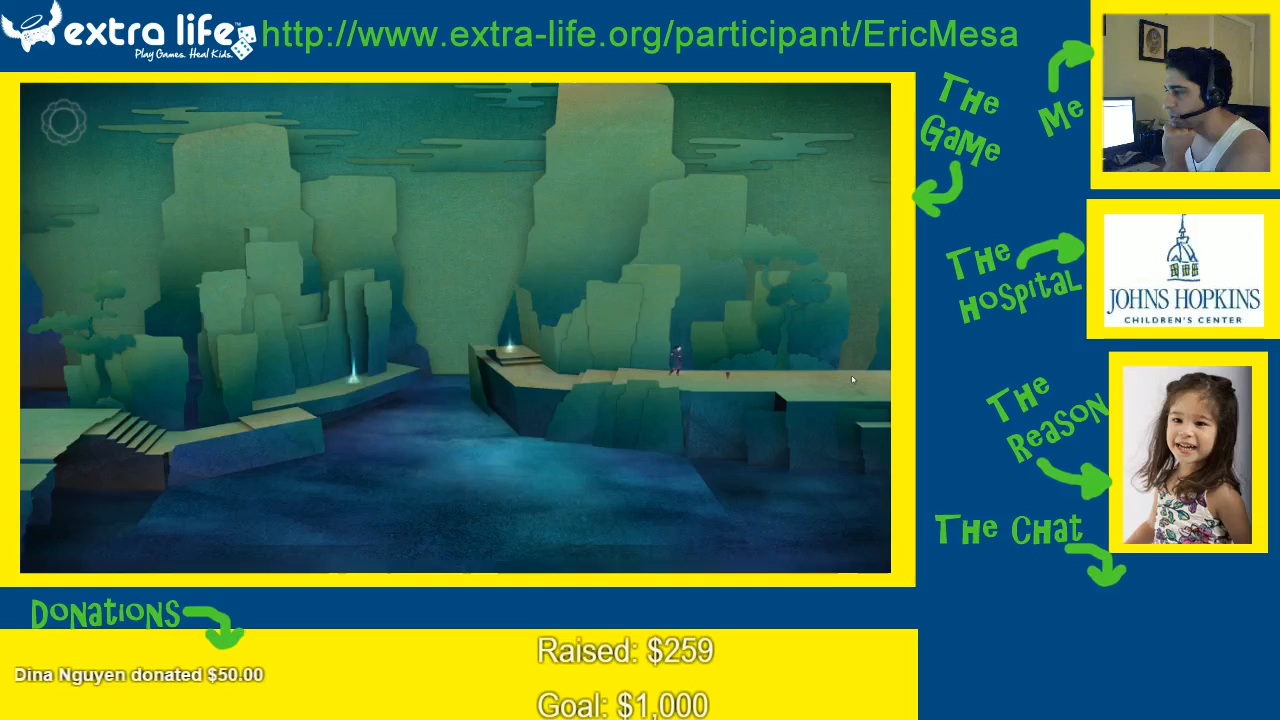 extra life
Play Games. Heal Kids.
http://www.extra-life.org/participant/EricMesa
The
Game
Me
The
Hospital
JOHNS HOPKINS
CHILDREN'S CENTER
The
Reason
The Chat
Donations
Dina Nguyen donated $50.00
Raised: $259
Goal: $1,000